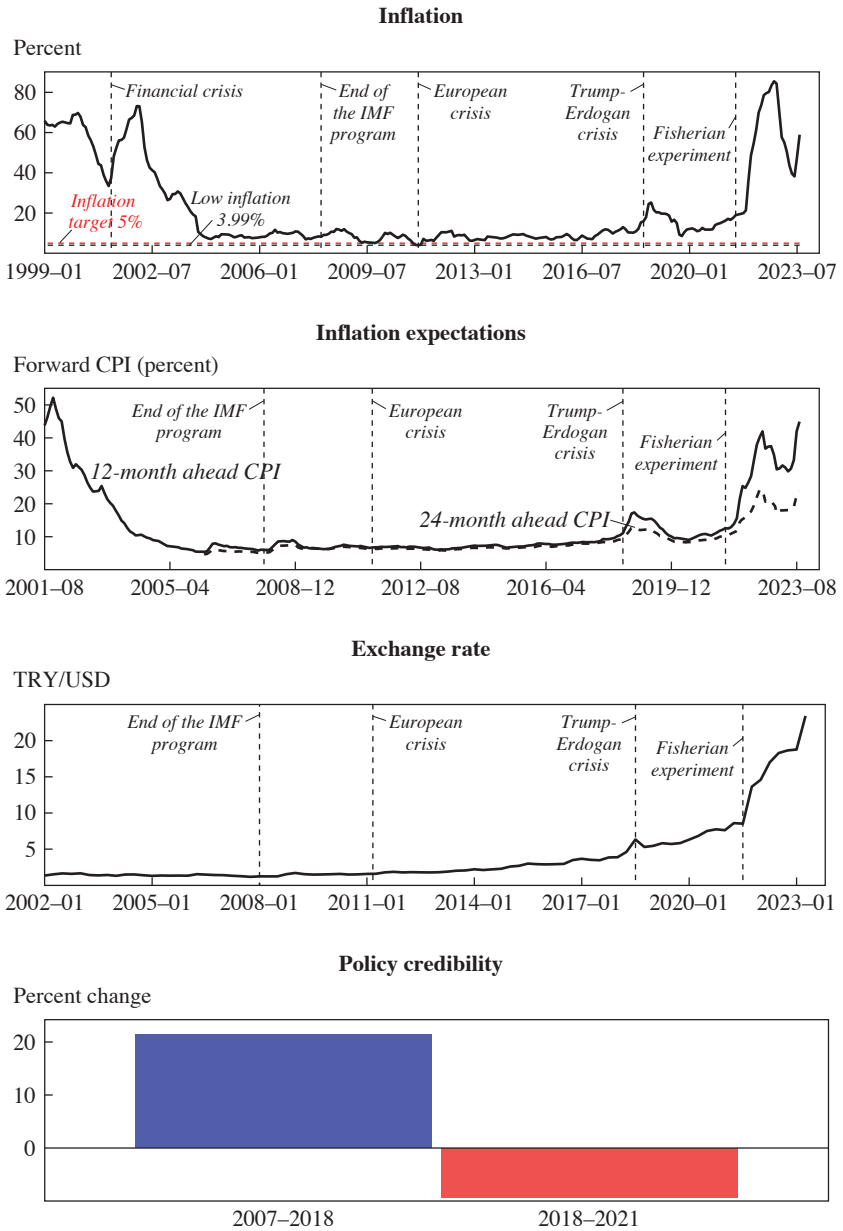 Inflation
Percent
80
60
40
20
Financial crisis
End of
the IMF
program
European
crisis
Trump-
Erdogan
crisis
Fisherian
experiment
Inflation
target 5%
Low inflation
3.99%
1999–01 2002–07 2006–01 2009–07 2013–01 2016–07 2020–01 2023–07
Inflation expectations
Forward CPI (percent)
50
40
30
20
10
End of the IMF
program
European
crisis
Trump-
Erdogan
crisis
Fisherian
experiment
12-month ahead CPI
24-month ahead CPI
2001–08 2005–04 2008–12 2012–08 2016–04 2019–12 2023–08
Exchange rate
TRY/USD
20
15
10
5
End of the IMF
program
European
crisis
Trump-
Erdogan
crisis
Fisherian
experiment
2002–01 2005–01 2008–01 2011–01 2014–01 2017–01 2020–01 2023–01
Policy credibility
Percent change
20
10
0
2007–2018 2018–2021